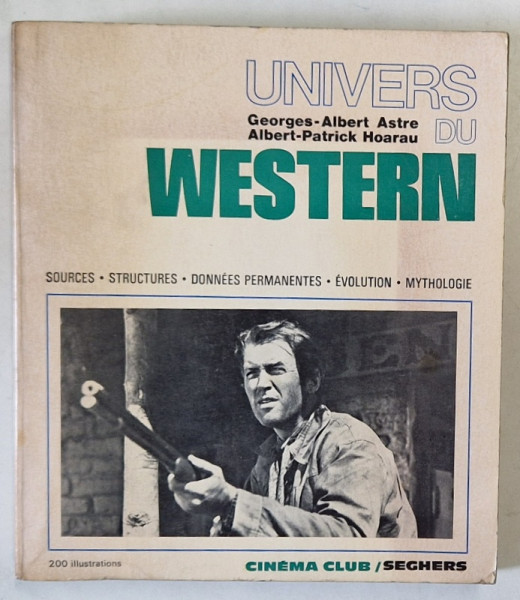 UNIVERS
Georges-Albert Astre
Albert-Patrick Hoarau
DU
WESTERN
SOURCES • STRUCTURES • DONNÉES PERMANENTES • ÉVOLUTION • MYTHOLOGIE
200 illustrations
CINÉMA CLUB / SEGHERS